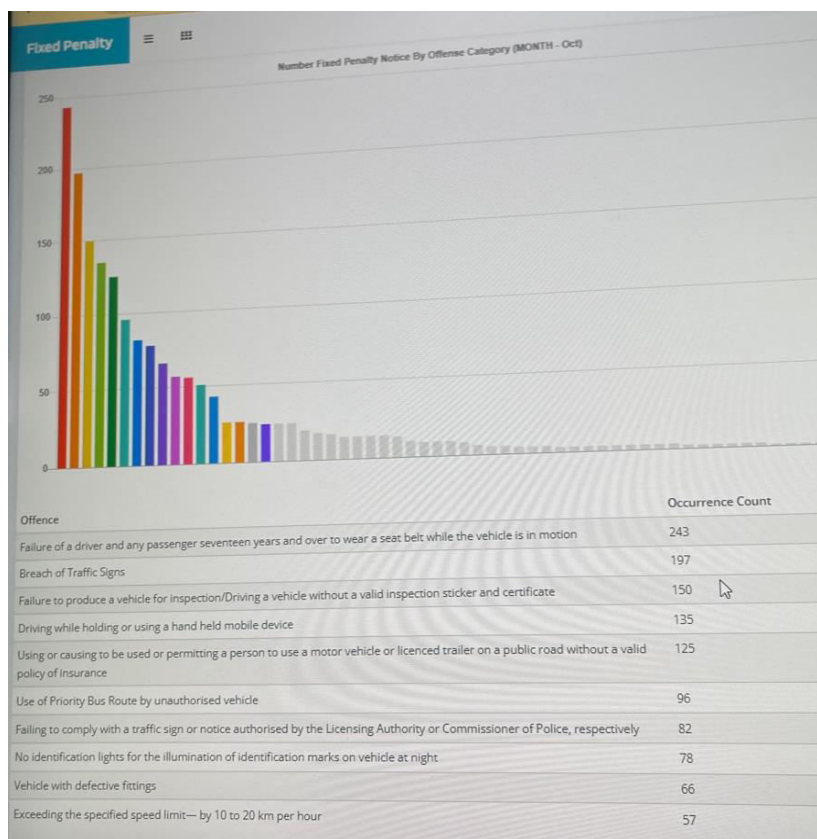 Fixed Penalty
Number Fixed Penalty Notice By Offense Category (MONTH - Oct)
250
200
150
100
50
0
Offence Occurrence Count
Failure of a driver and any passenger seventeen years and over to wear a seat belt while the vehicle is in motion 243
Breach of Traffic Signs 197
Failure to produce a vehicle for inspection/Driving a vehicle without a valid inspection sticker and certificate 150
Driving while holding or using a hand held mobile device 135
Using or causing to be used or permitting a person to use a motor vehicle or licenced trailer on a public road without a valid 125
policy of insurance
Use of Priority Bus Route by unauthorised vehicle 96
Failing to comply with a traffic sign or notice authorised by the Licensing Authority or Commissioner of Police, respectively 82
No identification lights for the illumination of identification marks on vehicle at night 78
Vehicle with defective fittings 66
Exceeding the specified speed limit— by 10 to 20 km per hour 57